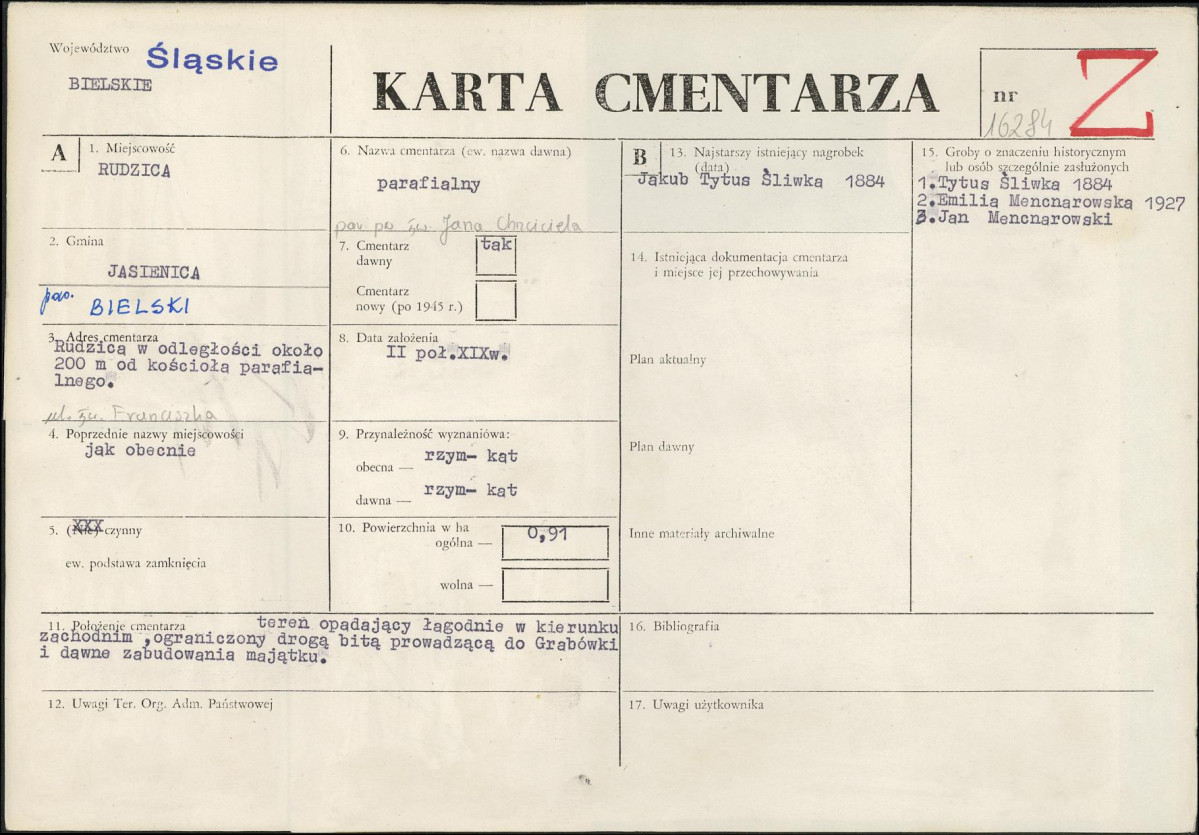 Województwo
Śląskie
BIELSKIE
KARTA CMENTARZA
nr
16284
Z
A
1. Miejscowość
RUDZICA
2. Gmina
JASIENICA
pow. BIELSKI
3. Adres cmentarza
Rudzica w odległości około
200 m od kościoła parafia-
lnego.
ul. św. Franciszka
4. Poprzednie nazwy miejscowości
jak obecnie
5. (Nie) czynny
XXX
ew. podstawa zamknięcia
6. Nazwa cmentarza (ew. nazwa dawna)
parafialny
par. pw św. Jana Chrzciciela
7. Cmentarz
dawny
tak
Cmentarz
nowy (po 1945 r.)
8. Data założenia
II poł.XIXw.
9. Przynależność wyznaniowa:
obecna — rzym- kat
dawna — rzym- kat
10. Powierzchnia w ha
ogólna — 0,91
wolna —
11. Położenie cmentarza teren opadający łagodnie w kierunku
zachodnim ,ograniczony drogą bitą prowadzącą do Grabówki
i dawne zabudowania majątku.
12. Uwagi Ter. Org. Adm. Państwowej
B
13. Najstarszy istniejący nagrobek
(data)
Jakub Tytus Śliwka 1884
14. Istniejąca dokumentacja cmentarza
i miejsce jej przechowywania
Plan aktualny
Plan dawny
Inne materiały archiwalne
15. Groby o znaczeniu historycznym
lub osób szczególnie zasłużonych
1.Tytus Śliwka 1884
2.Emilia Mencnarowska 1927
3.Jan Mencnarowski
16. Bibliografia
17. Uwagi użytkownika